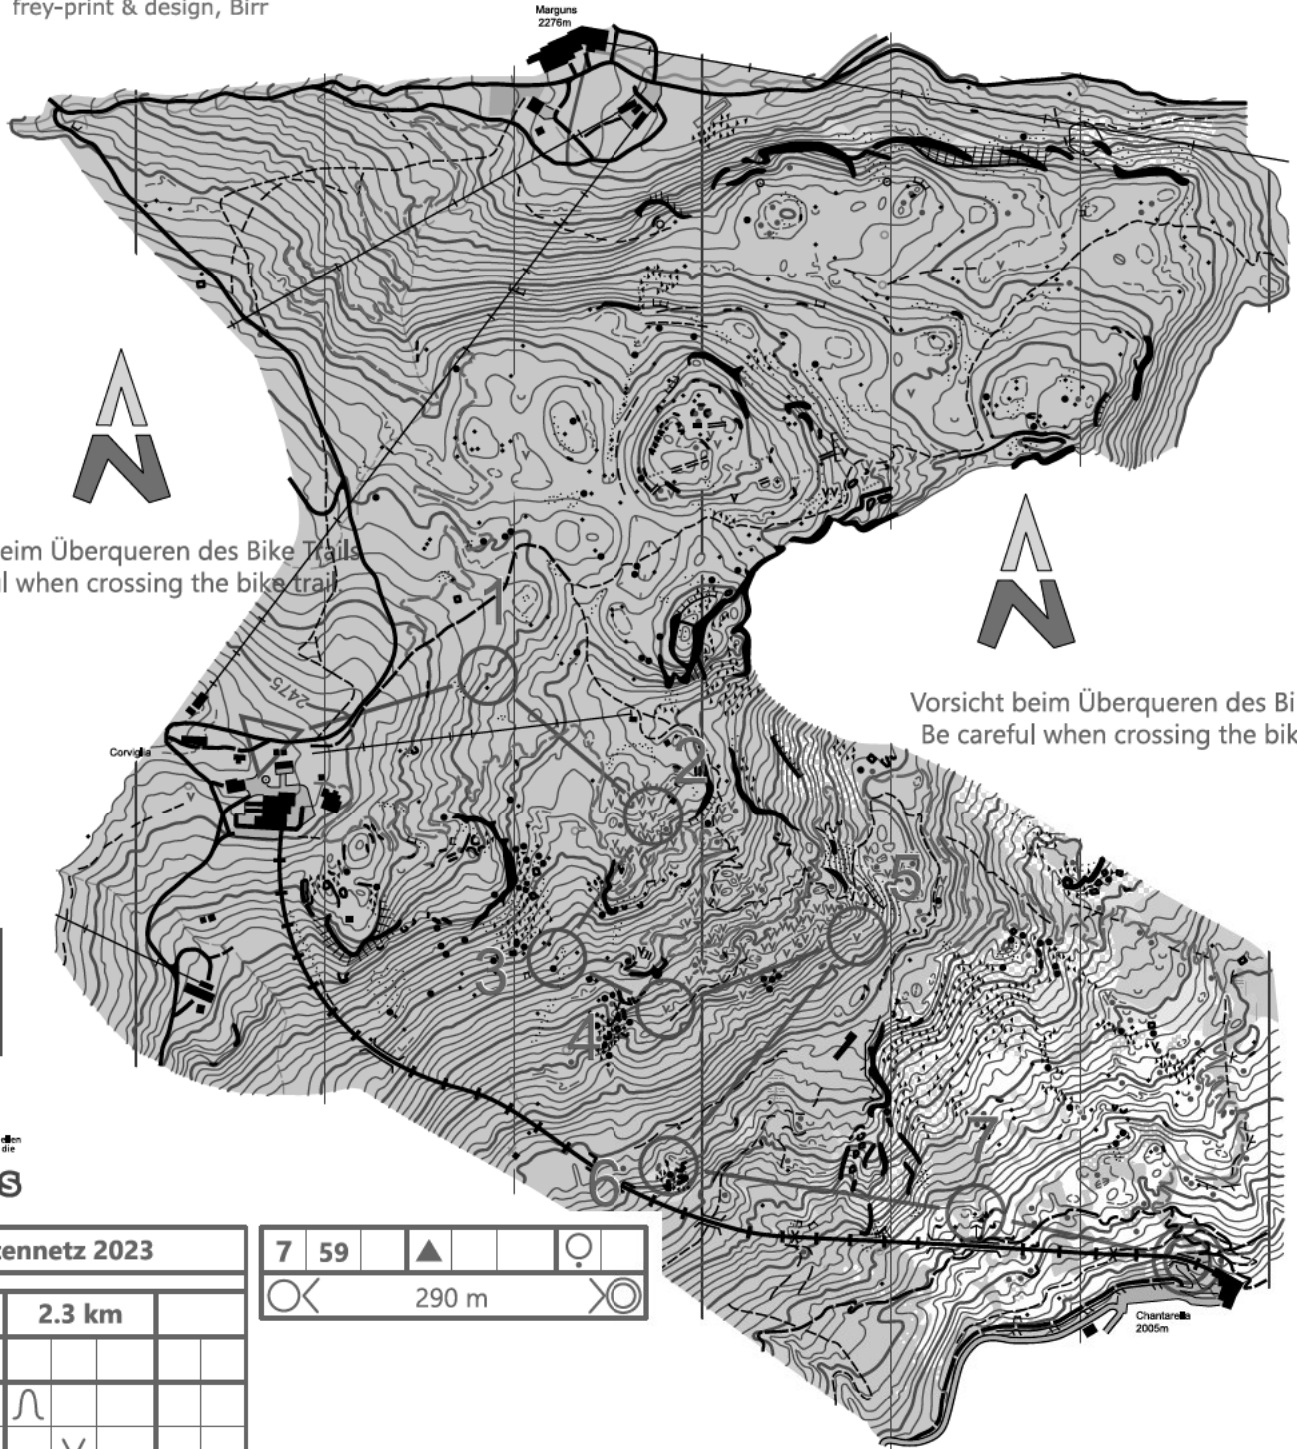 frey-print & design, Birr
Marguns
2276m
eim Überqueren des Bike Trails
l when crossing the bike trail.
1
2475
Vorsicht beim Überqueren des Bi
Be careful when crossing the bik
Corviglia
2
5
3
4
7
6
die
s
tennetz 2023
7 59
2.3 km
290 m
Chantarella
2005m